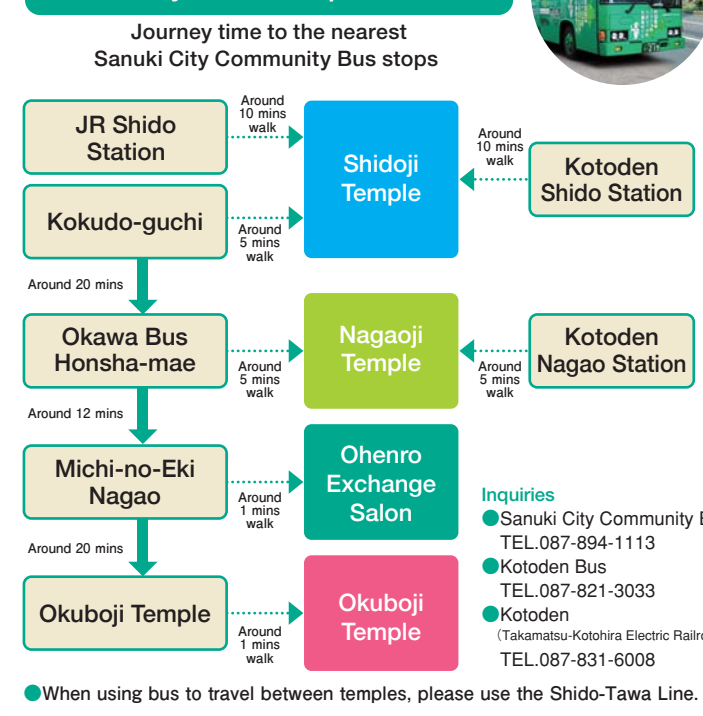 Journey time to the nearest
Sanuki City Community Bus stops
JR Shido
Station
Around
10 mins
walk
Shidoji
Temple
Around
10 mins
walk
Kotoden
Shido Station
Kokudo-guchi
Around
5 mins
walk
Around 20 mins
Okawa Bus
Honsha-mae
Around
5 mins
walk
Nagaoji
Temple
Around
5 mins
walk
Kotoden
Nagao Station
Around 12 mins
Michi-no-Eki
Nagao
Around
1 mins
walk
Ohenro
Exchange
Salon
Around 20 mins
Okuboji Temple
Around
1 mins
walk
Okuboji
Temple
Inquiries
●Sanuki City Community
TEL.087-894-1113
●Kotoden Bus
TEL.087-821-3033
●Kotoden
(Takamatsu-Kotohira Electric
TEL.087-831-6008
●When using bus to travel between temples, please use the Shido-Tawa Line.